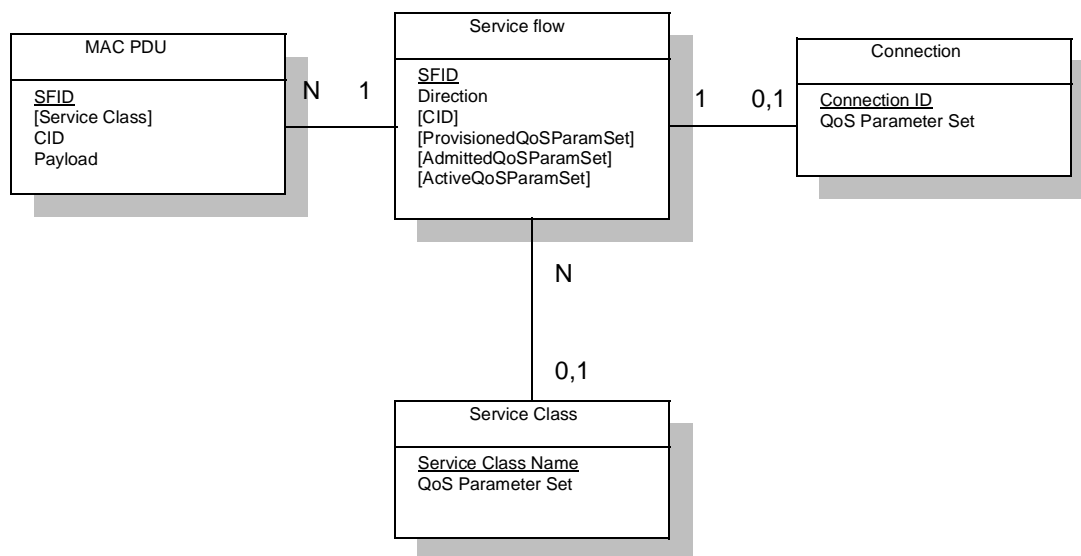 MAC PDU
SFID
[Service Class]
CID
Payload
N 1
Service flow
SFID
Direction
[CID]
[ProvisionedQoSParamSet]
[AdmittedQoSParamSet]
[ActiveQoSParamSet]
1 0,1
Connection
Connection ID
QoS Parameter Set
N
0,1
Service Class
Service Class Name
QoS Parameter Set